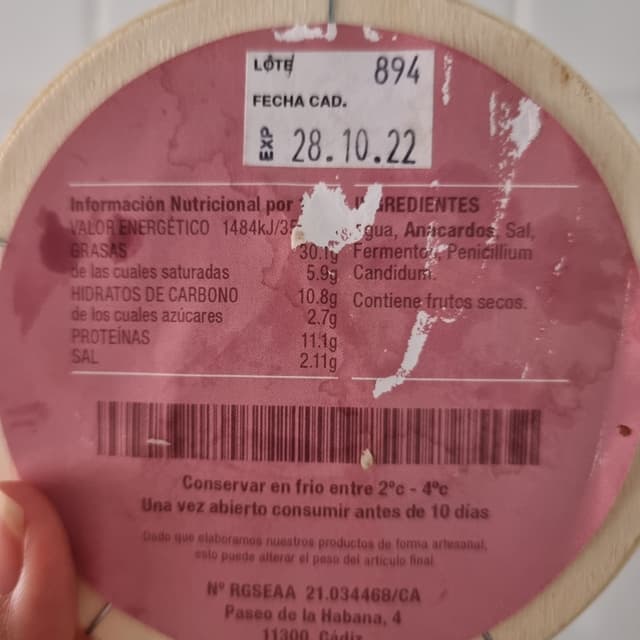 LOTE 894
FECHA CAD.
EXP 28.10.22
Información Nutricional por
VALOR ENERGÉTICO 1484kJ/35
GRASAS 30.1g
de las cuales saturadas 5.9g
HIDRATOS DE CARBONO 10.8g
de los cuales azúcares 2.7g
PROTEÍNAS 11.1g
SAL 2.11g
INGREDIENTES
Agua, Anacardos, Sal,
Fermento, Penicillium
Candidum.
Contiene frutos secos.
Conservar en frio entre 2ºc - 4ºc
Una vez abierto consumir antes de 10 días
Dado que elaboramos nuestros productos de forma artesanal,
esto puede alterar el peso del artículo final
Nº RGSEAA 21.034468/CA
Paseo de la Habana, 4
11300, Cádiz